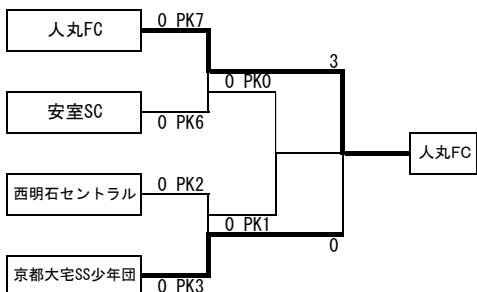 人丸FC
0 PK7
3
0 PK0
安室SC
0 PK6
人丸FC
西明石セントラル
0 PK2
0 PK1
0
京都大宅SS少年団
0 PK3